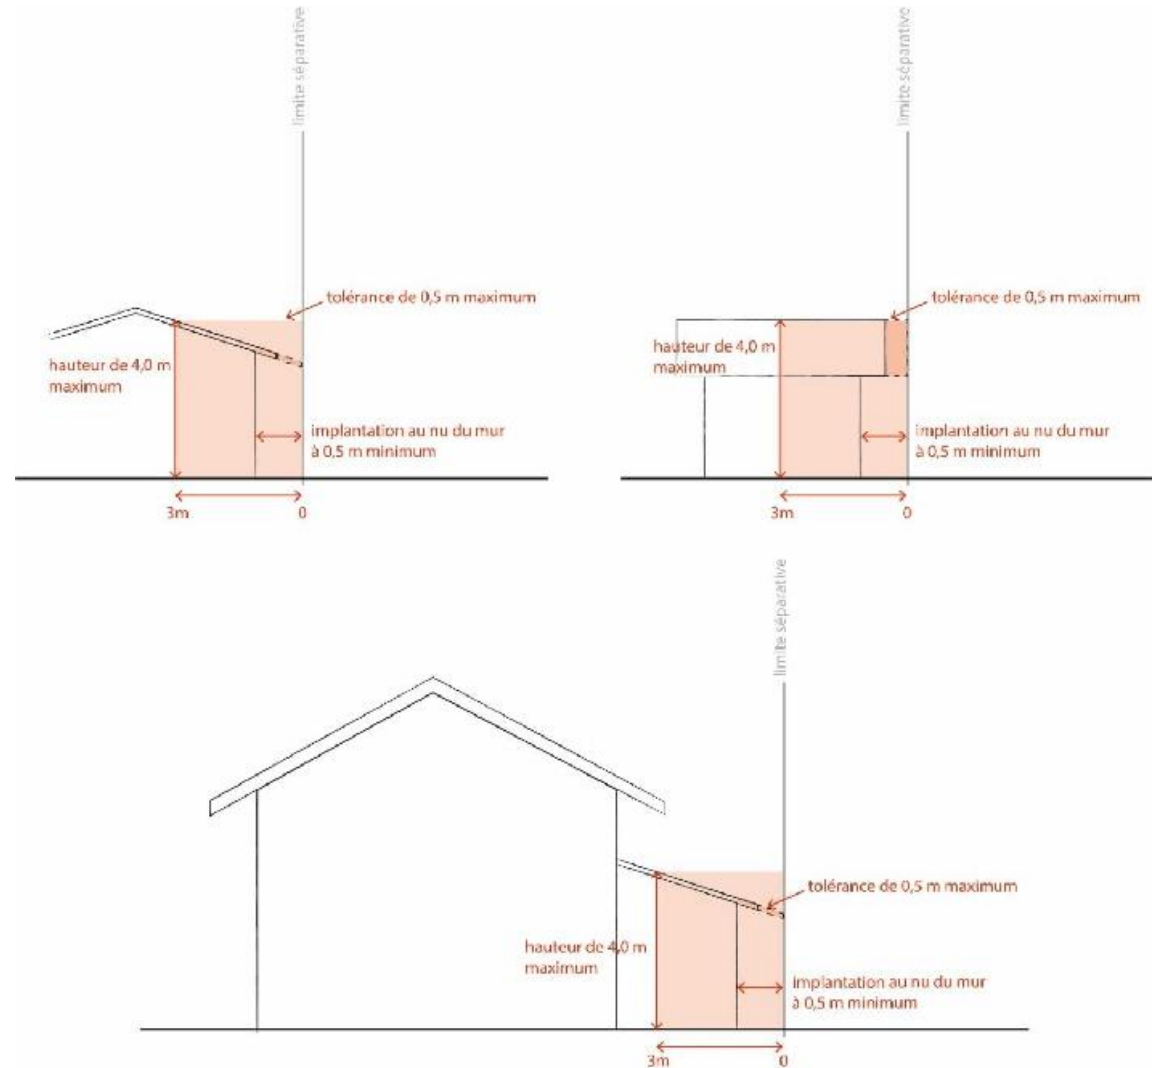 limite séparative
tolérance de 0,5 m maximum
hauteur de 4,0 m
maximum
implantation au nu du mur
à 0,5 m minimum
3m
0
limite séparative
tolérance de 0,5 m maximum
hauteur de 4,0 m
maximum
implantation au nu du mur
à 0,5 m minimum
3m
0
limite séparative
tolérance de 0,5 m maximum
hauteur de 4,0 m
maximum
implantation au nu du mur
à 0,5 m minimum
3m
0